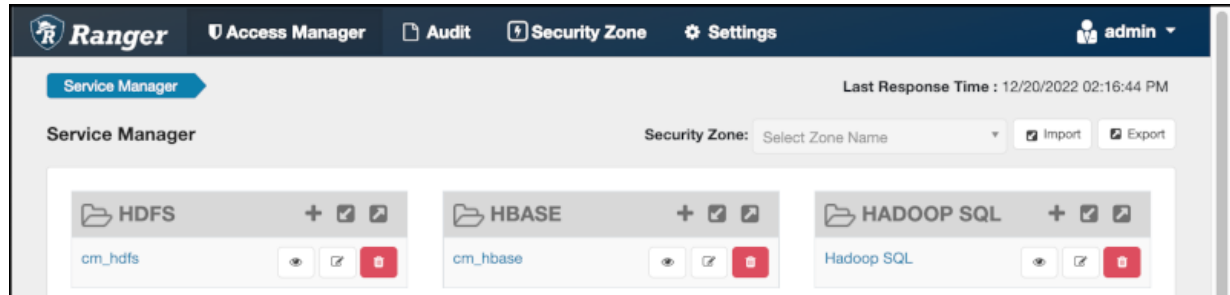 Ranger Access Manager Audit Security Zone Settings admin
Service Manager Last Response Time : 12/20/2022 02:16:44 PM
Service Manager Security Zone: Select Zone Name Import Export
HDFS HBASE HADOOP SQL
cm_hdfs cm_hbase Hadoop SQL